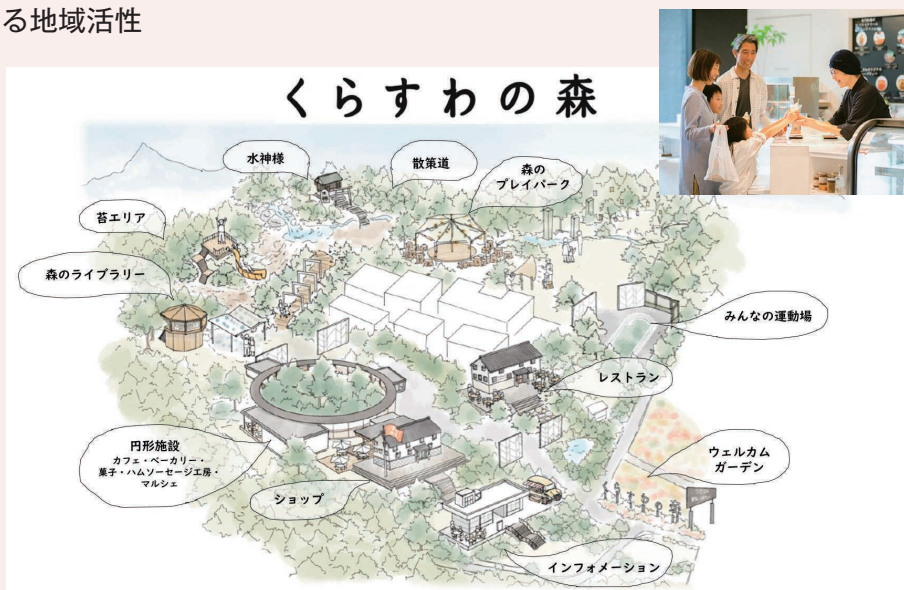 る地域活性
くらすわの森
水神様
散策道
森の
プレイパーク
苔エリア
森のライブラリー
みんなの運動場
レストラン
円形施設
カフェ・ベーカリー・
菓子・ハムソーセージ工房・
マルシェ
ウェルカム
ガーデン
ショップ
インフォメーション